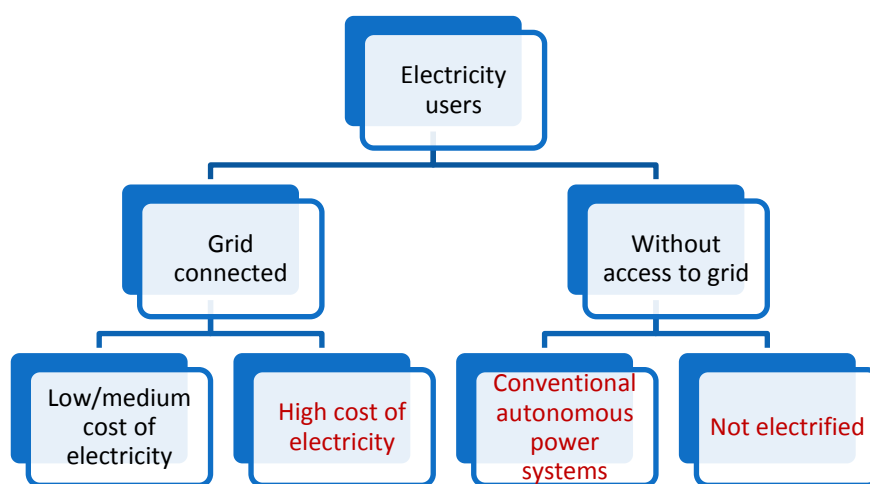 Electricity
users
Grid
connected
Without
access to grid
Low/medium
cost of
electricity
High cost of
electricity
Conventional
autonomous
power
systems
Not electrified